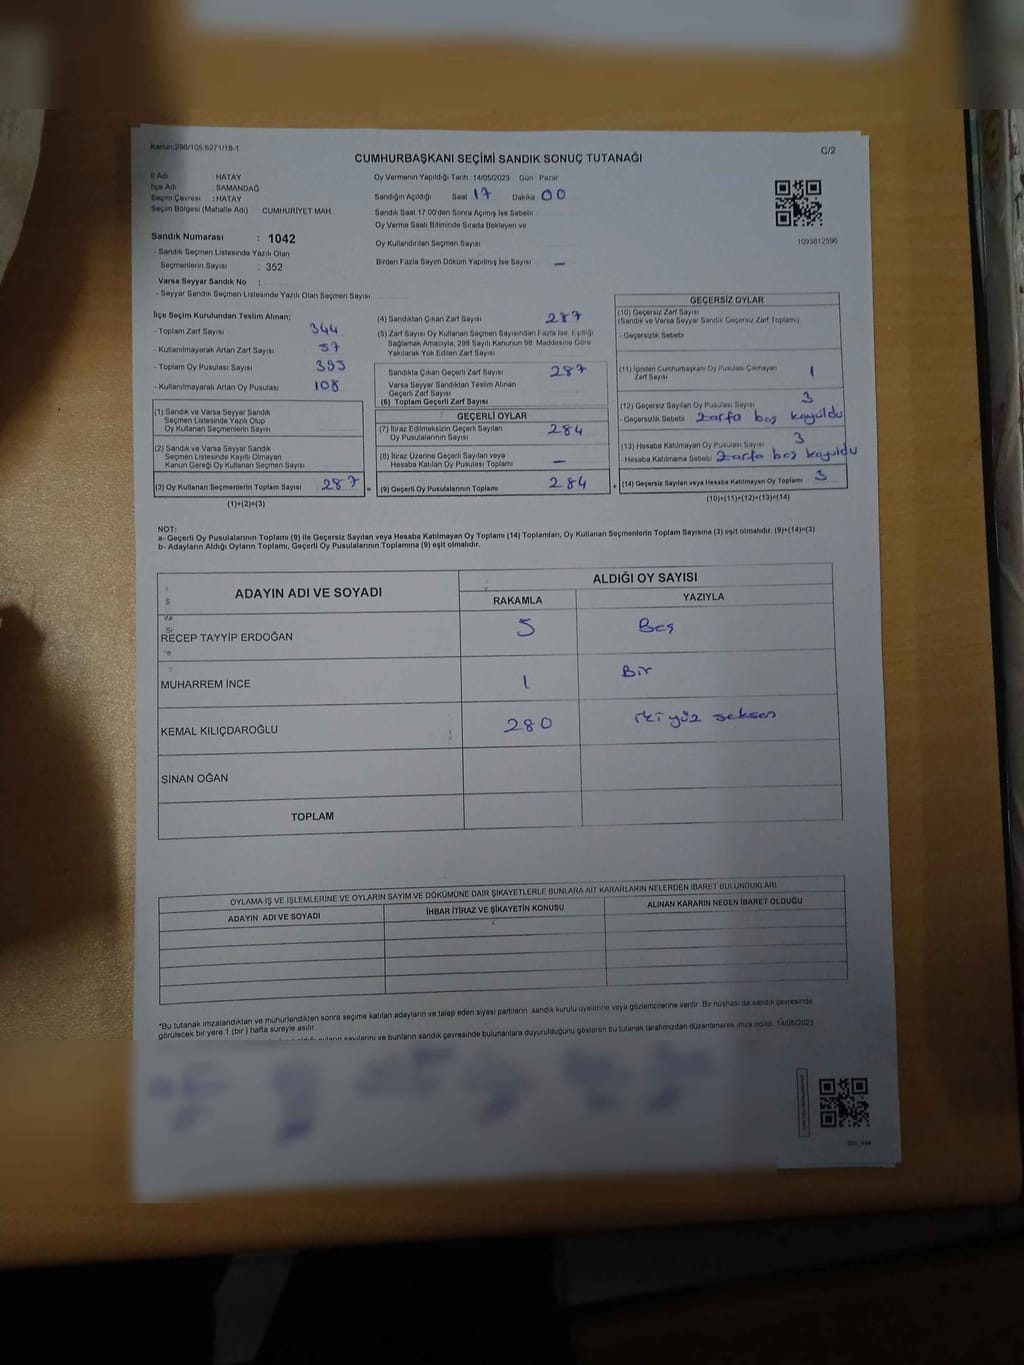 Kanun:298/105,6271/18-1
C/2
CUMHURBAŞKANI SEÇİMİ SANDIK SONUÇ TUTANAĞI
İl Adı : HATAY
İlçe Adı : SAMANDAĞ
Seçim Çevresi : HATAY
Seçim Bölgesi (Mahalle Adı) : CUMHURİYET MAH.
Sandık Numarası : 1042
- Sandık Seçmen Listesinde Yazılı Olan
Seçmenlerin Sayısı : 352
Varsa Seyyar Sandık No :
- Seyyar Sandık Seçmen Listesinde Yazılı Olan Seçmen Sayısı
Oy Vermenin Yapıldığı Tarih 14/05/2023 Gün : Pazar
Sandığın Açıldığı Saat 17 Dakika 00
Sandık Saat 17 00'den Sonra Açımış İse Sebebi
Oy Verme Saati Bitiminde Sırada Bekleyen ve
Oy Kullandırılan Seçmen Sayısı
Birden Fazla Sayım Döküm Yapılmış İse Sayısı –
1093812596
İlçe Seçim Kurulundan Teslim Alınan;
- Toplam Zarf Sayısı 344
- Kullanılmayarak Artan Zarf Sayısı 57
- Toplam Oy Pusulası Sayısı 395
- Kullanılmayarak Artan Oy Pusulası 108
(1) Sandık ve Varsa Seyyar Sandık
Seçmen Listesinde Yazılı Olup
Oy Kullanan Seçmenlerin Sayısı
(2) Sandık ve Varsa Seyyar Sandık
Seçmen Listesinde Kayıtlı Olmayan
Kanun Gereği Oy Kullanan Seçmen Sayısı
(3) Oy Kullanan Seçmenlerin Toplam Sayısı 287
(1)+(2)=(3)
(4) Sandıktan Çıkan Zarf Sayısı 287
(5) Zarf Sayısı Oy Kullanan Seçmen Sayısından Fazla İse, Eşitliği
Sağlamak Amacıyla, 298 Sayılı Kanunun 98. Maddesine Göre
Yakılarak Yok Edilen Zarf Sayısı
Sandıkta Çıkan Geçerli Zarf Sayısı 287
Varsa Seyyar Sandıktan Teslim Alınan
Geçerli Zarf Sayısı
(6) Toplam Geçerli Zarf Sayısı
GEÇERLİ OYLAR
(7) İtiraz Edilmeksizin Geçerli Sayılan
Oy Pusulalarının Sayısı 284
(8) İtiraz Üzerine Geçerli Sayılan veya
Hesaba Katılan Oy Pusulası Toplamı –
(9) Geçerli Oy Pusulalarının Toplamı 284
GEÇERSİZ OYLAR
(10) Geçersiz Zarf Sayısı
(Sandık ve Varsa Seyyar Sandık Geçersiz Zarf Toplamı)
- Geçersizlik Sebebi
(11) İçinden Cumhurbaşkanı Oy Pusulası Çıkmayan
Zarf Sayısı 1
(12) Geçersiz Sayılan Oy Pusulası Sayısı 3
- Geçersizlik Sebebi Zarfa boş koyuldu
(13) Hesaba Katılmayan Oy Pusulası Sayısı 3
Hesaba Katılmama Sebebi Zarfa boş koyuldu
(14) Geçersiz Sayılan veya Hesaba Katılmayan Oy Toplamı 3
(10)+(11)+(12)+(13)=(14)
NOT:
a- Geçerli Oy Pusulalarının Toplamı (9) ile Geçersiz Sayılan veya Hesaba Katılmayan Oy Toplamı (14) Toplamları, Oy Kullanan Seçmenlerin Toplam Sayısına (3) eşit olmalıdır. (9)+(14)=(3)
b- Adayların Aldığı Oyların Toplamı, Geçerli Oy Pusulalarının Toplamına (9) eşit olmalıdır.
ADAYIN ADI VE SOYADI ALDIĞI OY SAYISI
RAKAMLA YAZIYLA
RECEP TAYYİP ERDOĞAN 5 Beş
MUHARREM İNCE 1 Bir
KEMAL KILIÇDAROĞLU 280 iki yüz seksen
SİNAN OĞAN
TOPLAM
OYLAMA İŞ VE İŞLEMLERİNE VE OYLARIN SAYIM VE DÖKÜMÜNE DAİR ŞİKAYETLERLE BUNLARA AİT KARARLARIN NELERDEN İBARET BULUNDUKLARI
ADAYIN ADI VE SOYADI İHBAR İTİRAZ VE ŞİKAYETİN KONUSU ALINAN KARARIN NEDEN İBARET OLDUĞU
*Bu tutanak imzalandıktan ve mühürlendikten sonra seçime katılan adayların ve talep eden siyasi partilerin sandık kurulu üyelerine veya gözlemcilerine verilir. Bir nüshası da sandık çevresinde
görülecek bir yere 1 (bir) hafta süreyle asılır.
sayılarını ve bunların sandık çevresinde bulunanlara duyurulduğunu gösteren bu tutanak tarafımızdan düzenlenerek imza edildi. 14/05/2023